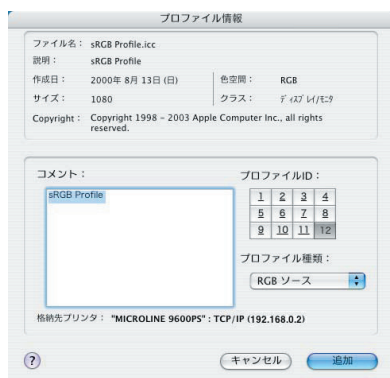 プロファイル情報
ファイル名： sRGB Profile.icc
説明： sRGB Profile
作成日： 2000年 8月 13日 (日)
色空間： RGB
サイズ： 1080
クラス： ﾃﾞｨｽﾌﾟﾚｲ/ﾓﾆﾀ
Copyright： Copyright 1998 - 2003 Apple Computer Inc., all rights
reserved.
コメント：
sRGB Profile
プロファイルID：
1 2 3 4
5 6 7 8
9 10 11 12
プロファイル種類：
RGB ソース
格納先プリンタ： "MICROLINE 9600PS" : TCP/IP (192.168.0.2)
? キャンセル 追加